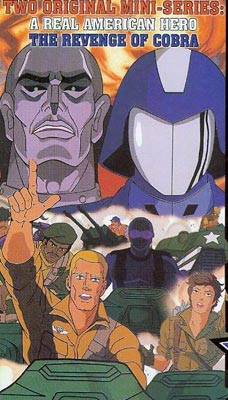 TWO ORIGINAL MINI-SERIES:
A REAL AMERICAN HERO
THE REVENGE OF COBRA